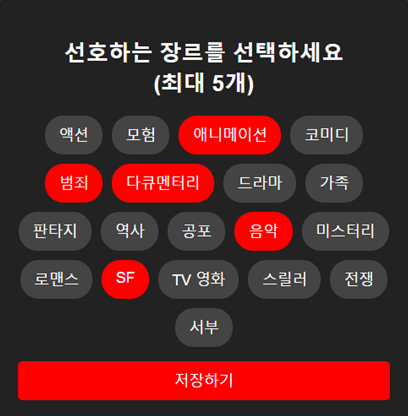 선호하는 장르를 선택하세요
(최대 5개)
액션 모험 애니메이션 코미디
범죄 다큐멘터리 드라마 가족
판타지 역사 공포 음악 미스터리
로맨스 SF TV 영화 스릴러 전쟁
서부
저장하기